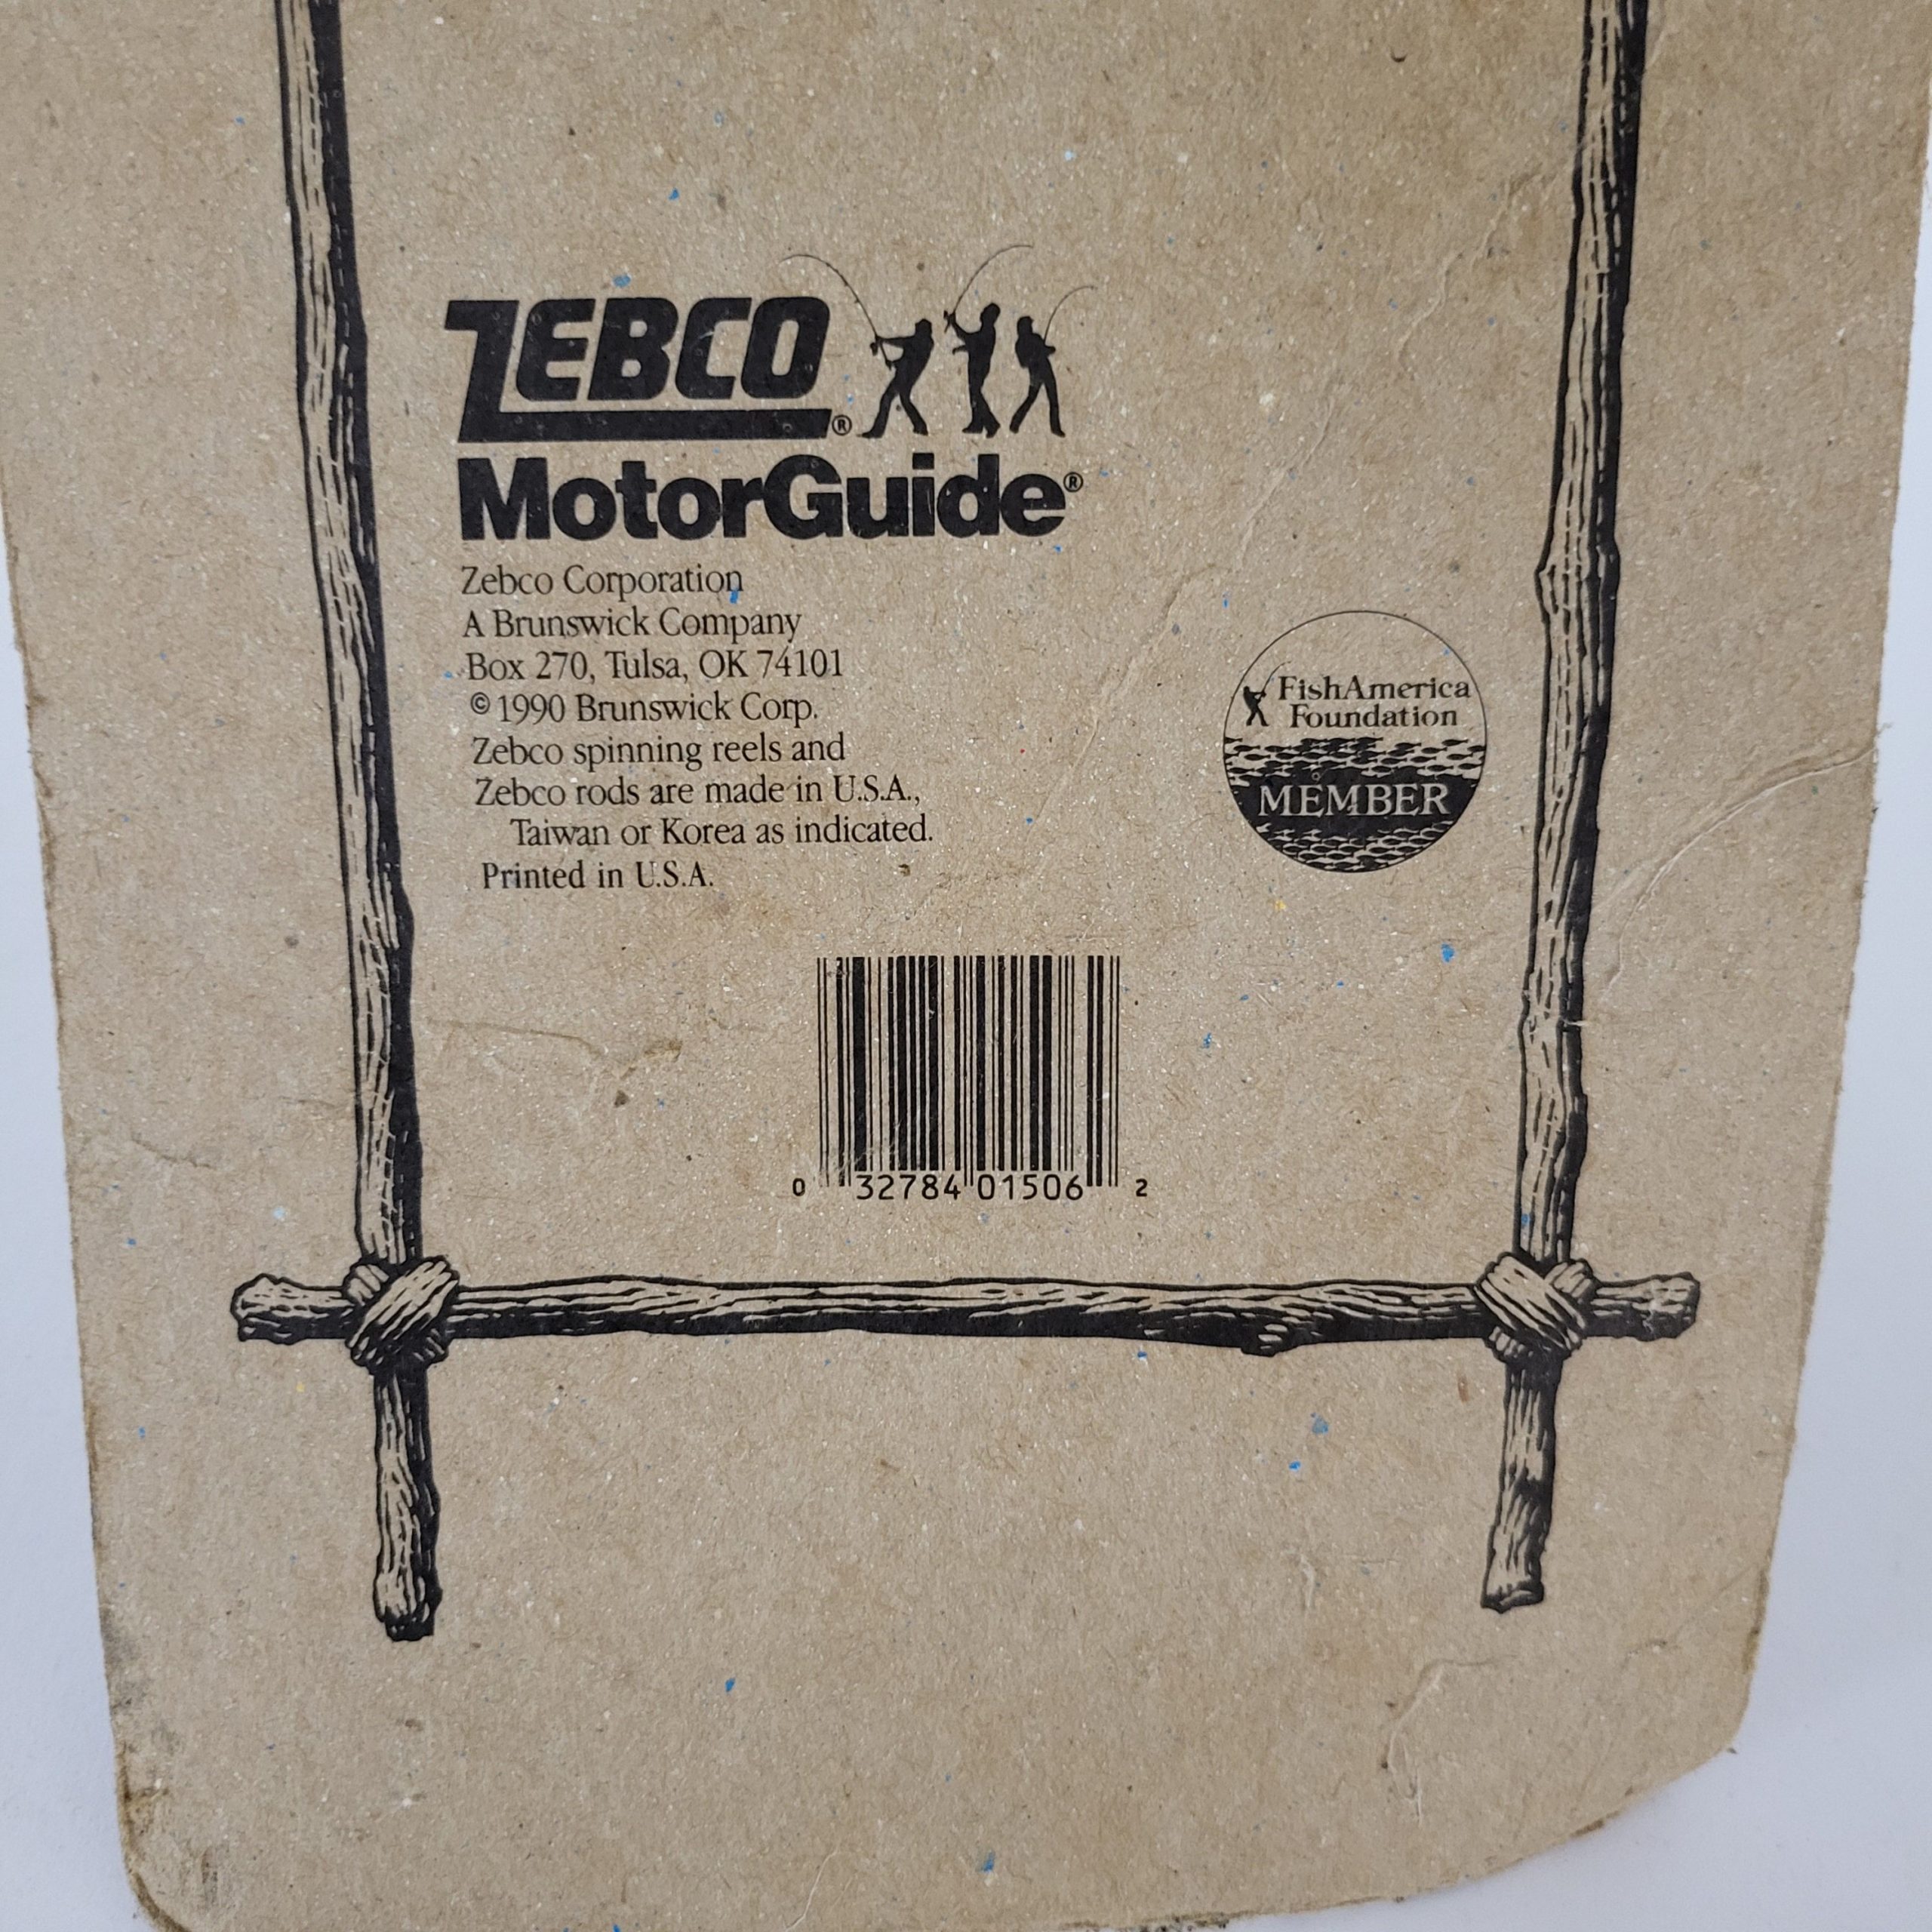 ZEBCO®
MotorGuide®
Zebco Corporation
A Brunswick Company
Box 270, Tulsa, OK 74101
©1990 Brunswick Corp.
Zebco spinning reels and
Zebco rods are made in U.S.A.,
Taiwan or Korea as indicated.
Printed in U.S.A.
FishAmerica
Foundation
MEMBER
0 32784 01506 2